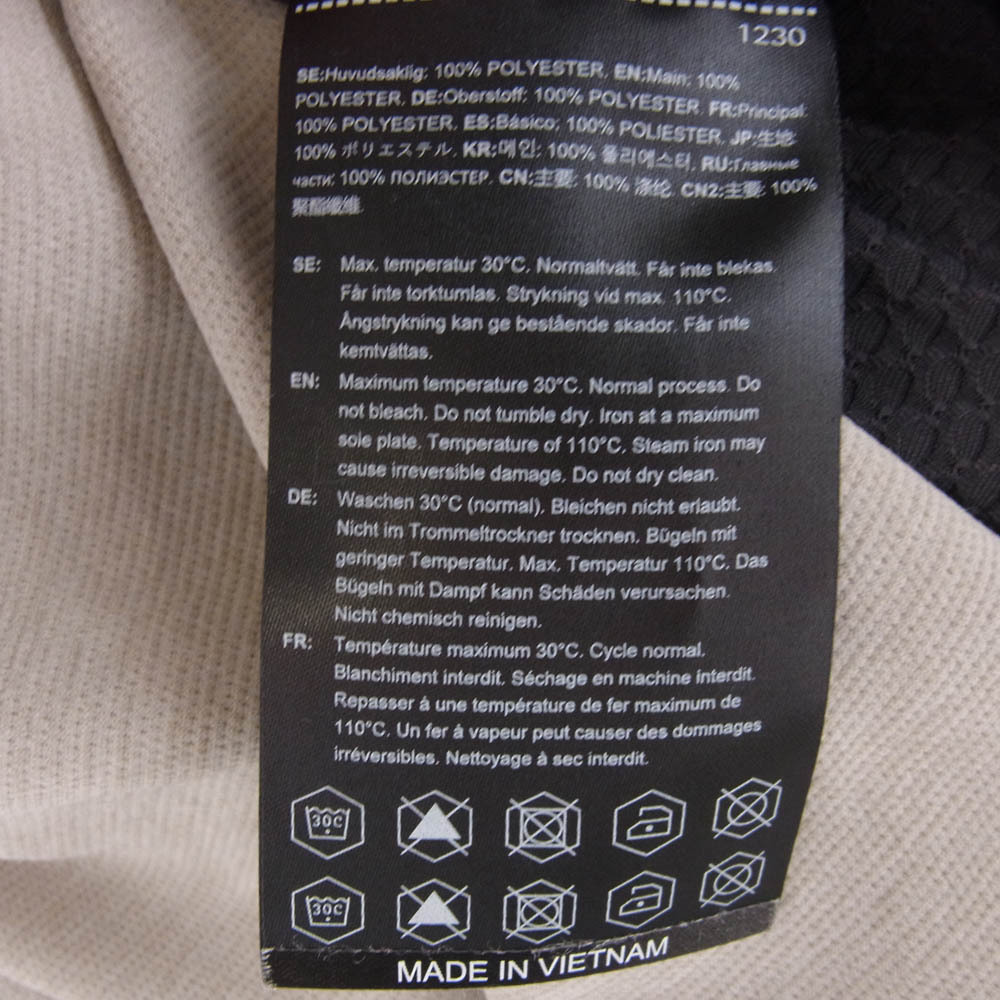 1230
SE:Huvudsaklig: 100% POLYESTER, EN:Main: 100%
POLYESTER, DE:Oberstoff: 100% POLYESTER, FR:Principal:
100% POLYESTER, ES:Básico: 100% POLIESTER, JP:生地:
100% ポリエステル, KR:메인: 100% 폴리에스터, RU:Главные
части: 100% ПОЛИЭСТЕР, CN:主要: 100% 涤纶, CN2:主要: 100%
聚酯纖維
SE: Max. temperatur 30°C. Normaltvätt. Får inte blekas.
Får inte torktumlas. Strykning vid max. 110°C.
Ångstrykning kan ge bestående skador. Får inte
kemtvättas.
EN: Maximum temperature 30°C. Normal process. Do
not bleach. Do not tumble dry. Iron at a maximum
sole plate. Temperature of 110°C. Steam iron may
cause irreversible damage. Do not dry clean.
DE: Waschen 30°C (normal). Bleichen nicht erlaubt.
Nicht im Trommeltrockner trocknen. Bügeln mit
geringer Temperatur. Max. Temperatur 110°C. Das
Bügeln mit Dampf kann Schäden verursachen.
Nicht chemisch reinigen.
FR: Température maximum 30°C. Cycle normal.
Blanchiment interdit. Séchage en machine interdit.
Repasser à une température de fer maximum de
110°C. Un fer à vapeur peut causer des dommages
irréversibles. Nettoyage à sec interdit.
30C
30C
MADE IN VIETNAM